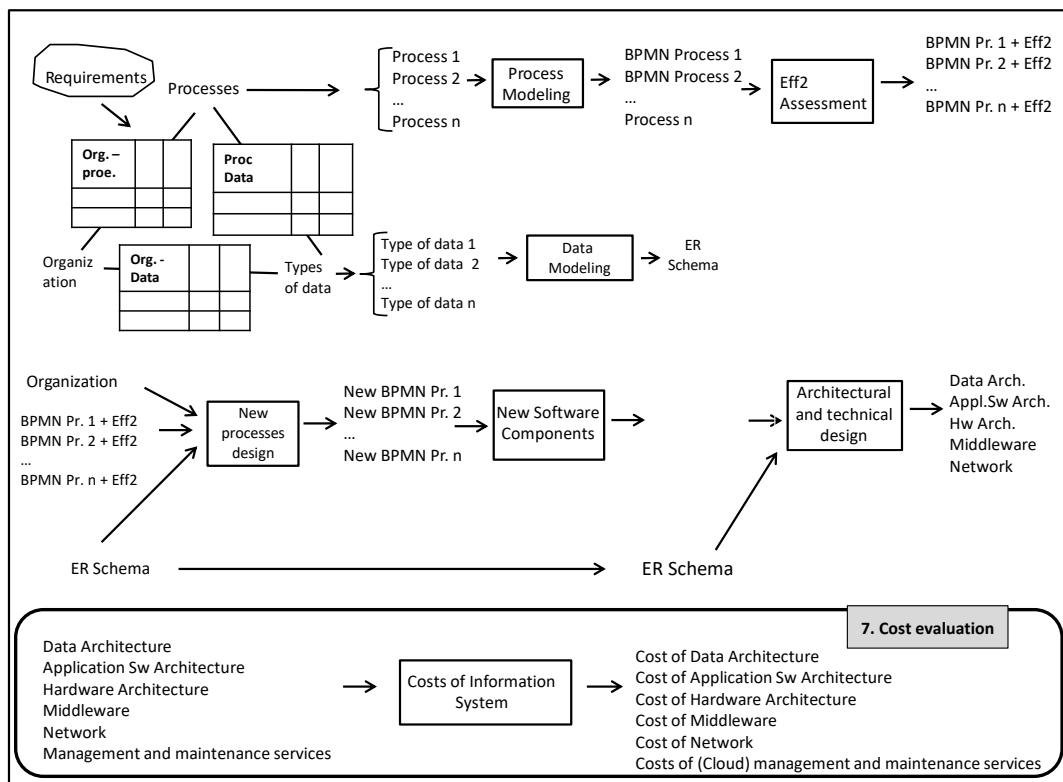 Requirements
Processes
Process 1
Process 2
...
Process n
Process
Modeling
BPMN Process 1
BPMN Process 2
...
Process n
Eff2
Assessment
BPMN Pr. 1 + Eff2
BPMN Pr. 2 + Eff2
...
BPMN Pr. n + Eff2
Org. –
proe.
Proc
Data
Organiz
ation
Org. -
Data
Types
of data
Type of data 1
Type of data 2
...
Type of data n
Data
Modeling
ER
Schema
Organization
BPMN Pr. 1 + Eff2
BPMN Pr. 2 + Eff2
...
BPMN Pr. n + Eff2
New
processes
design
New BPMN Pr. 1
New BPMN Pr. 2
...
New BPMN Pr. n
New Software
Components
Architectural
and technical
design
Data Arch.
Appl.Sw Arch.
Hw Arch.
Middleware
Network
ER Schema
ER Schema
7. Cost evaluation
Data Architecture
Application Sw Architecture
Hardware Architecture
Middleware
Network
Management and maintenance services
Costs of Information
System
Cost of Data Architecture
Cost of Application Sw Architecture
Cost of Hardware Architecture
Cost of Middleware
Cost of Network
Costs of (Cloud) management and maintenance services